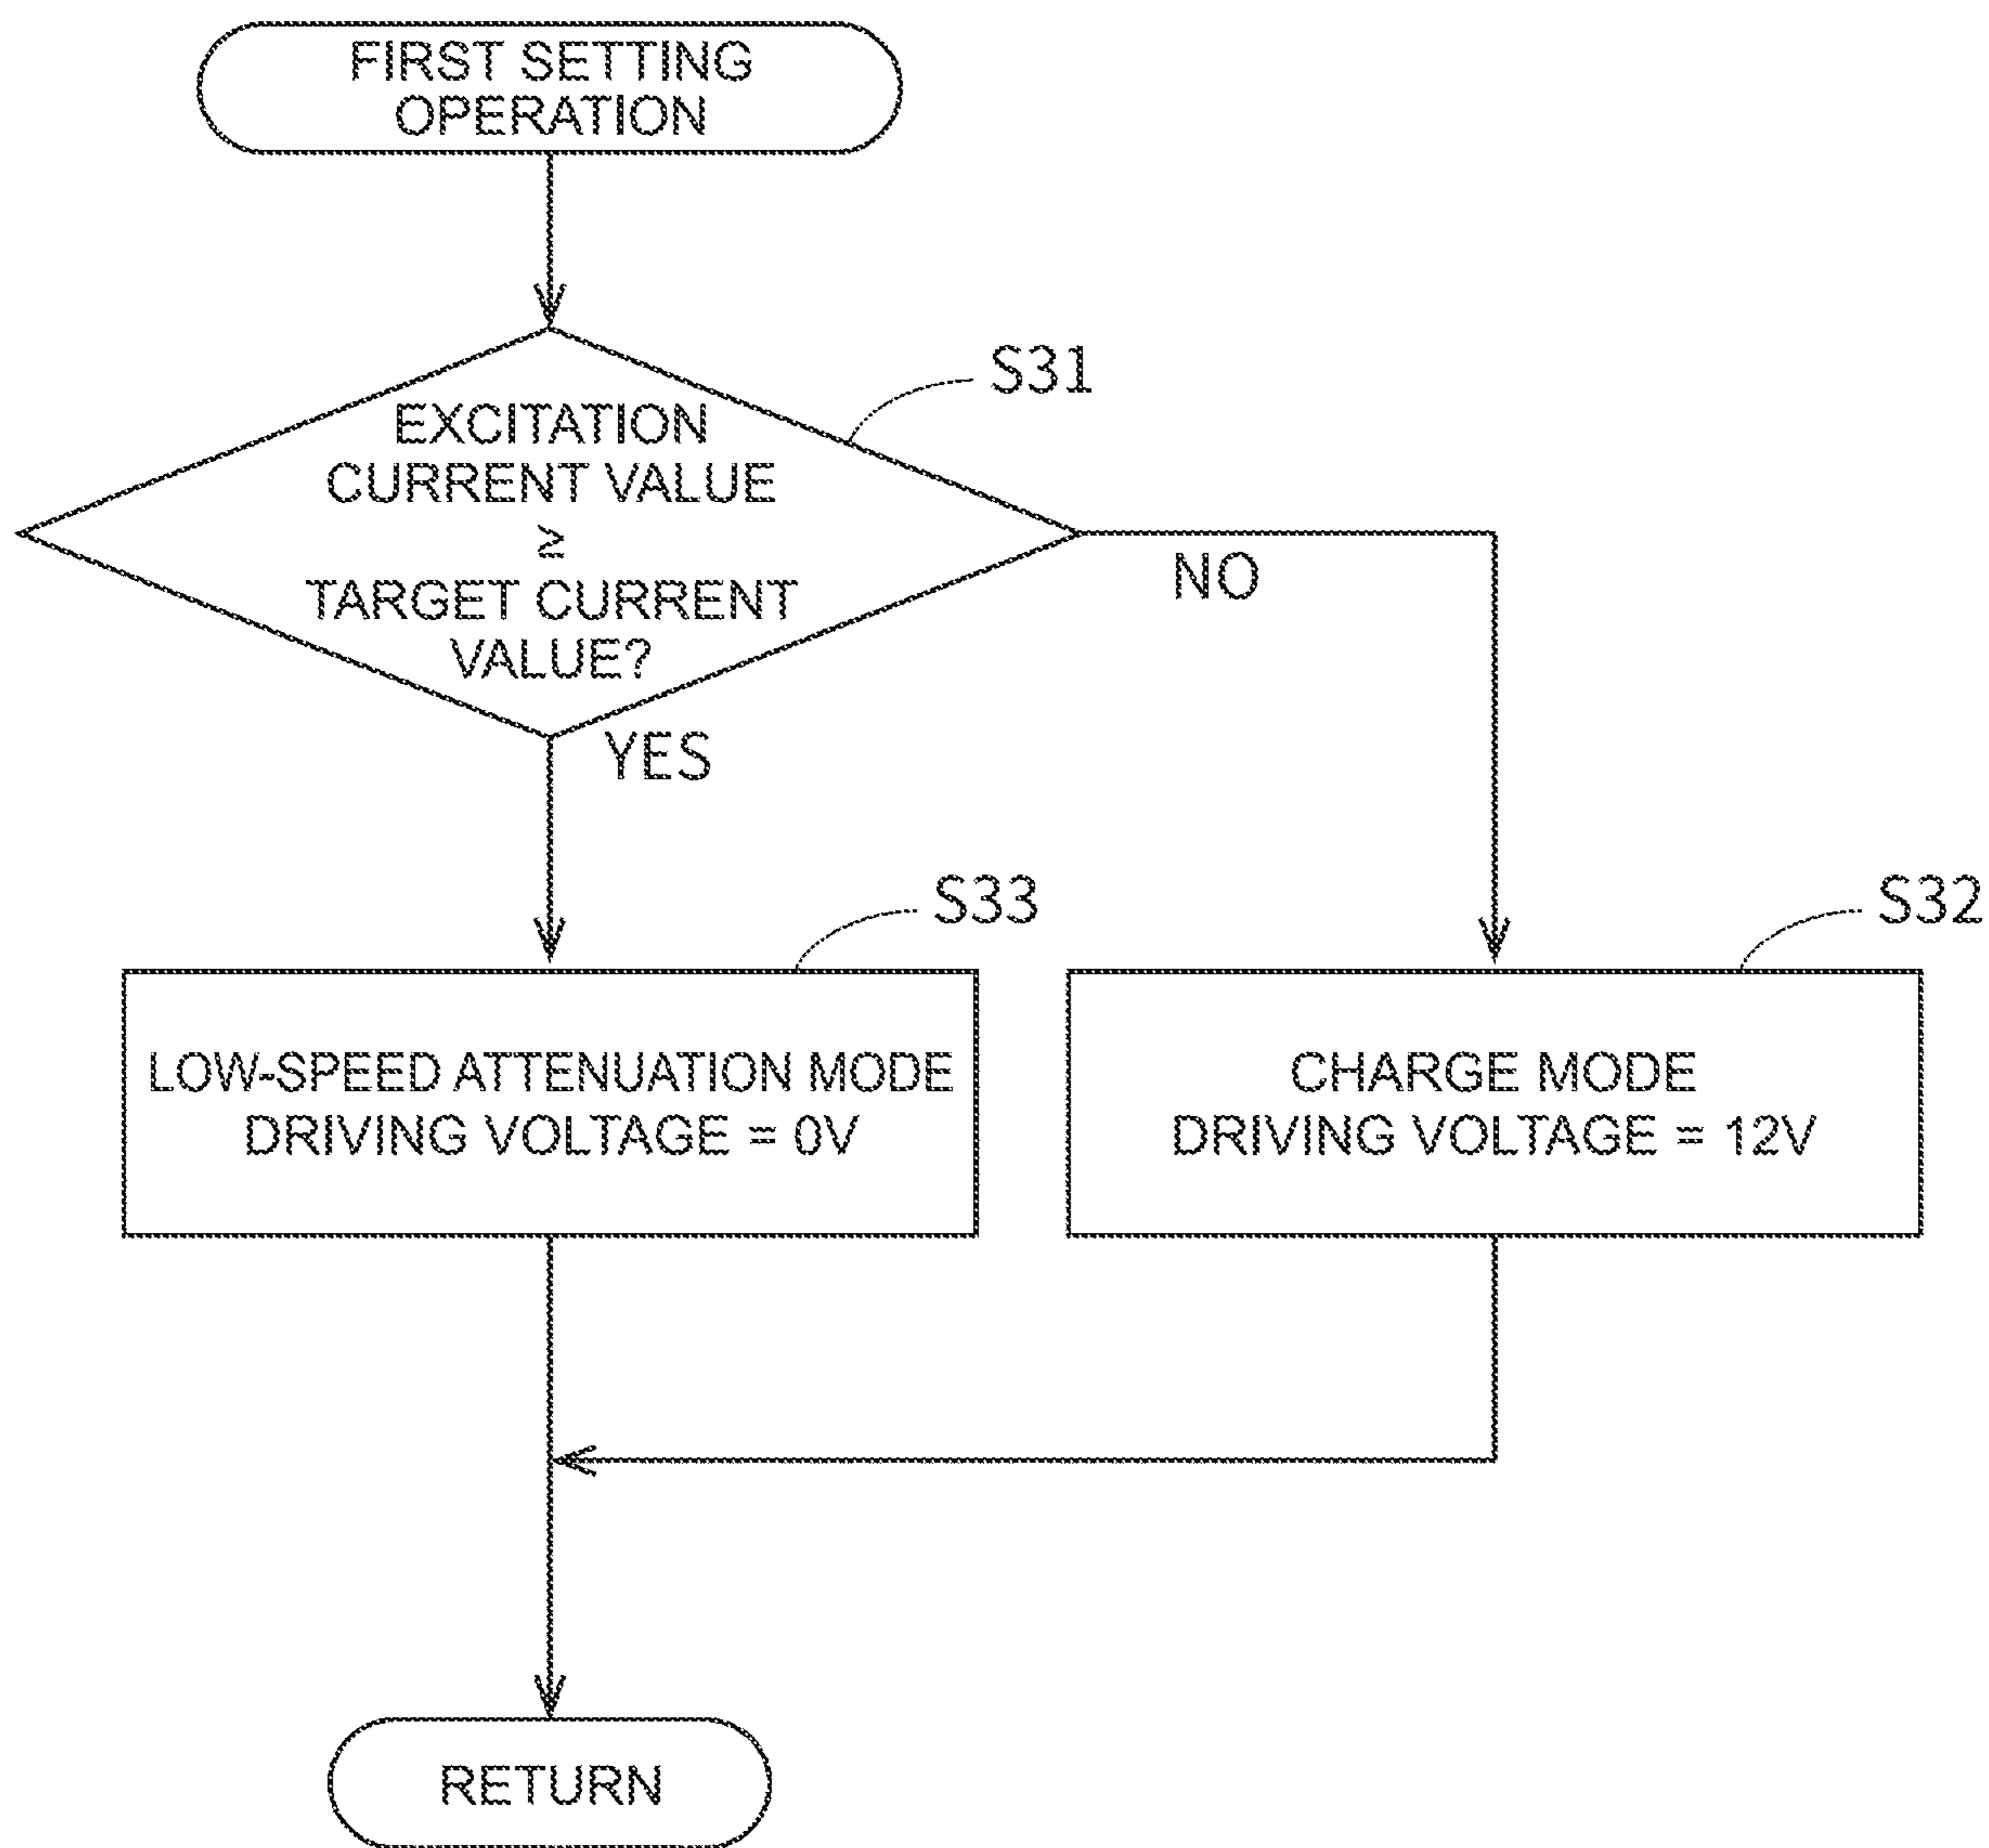 FIRST SETTING
OPERATION
S31
EXCITATION
CURRENT VALUE
≥
TARGET CURRENT
VALUE?
NO
YES
S33
S32
LOW-SPEED ATTENUATION MODE
DRIVING VOLTAGE = 0V
CHARGE MODE
DRIVING VOLTAGE = 12V
RETURN